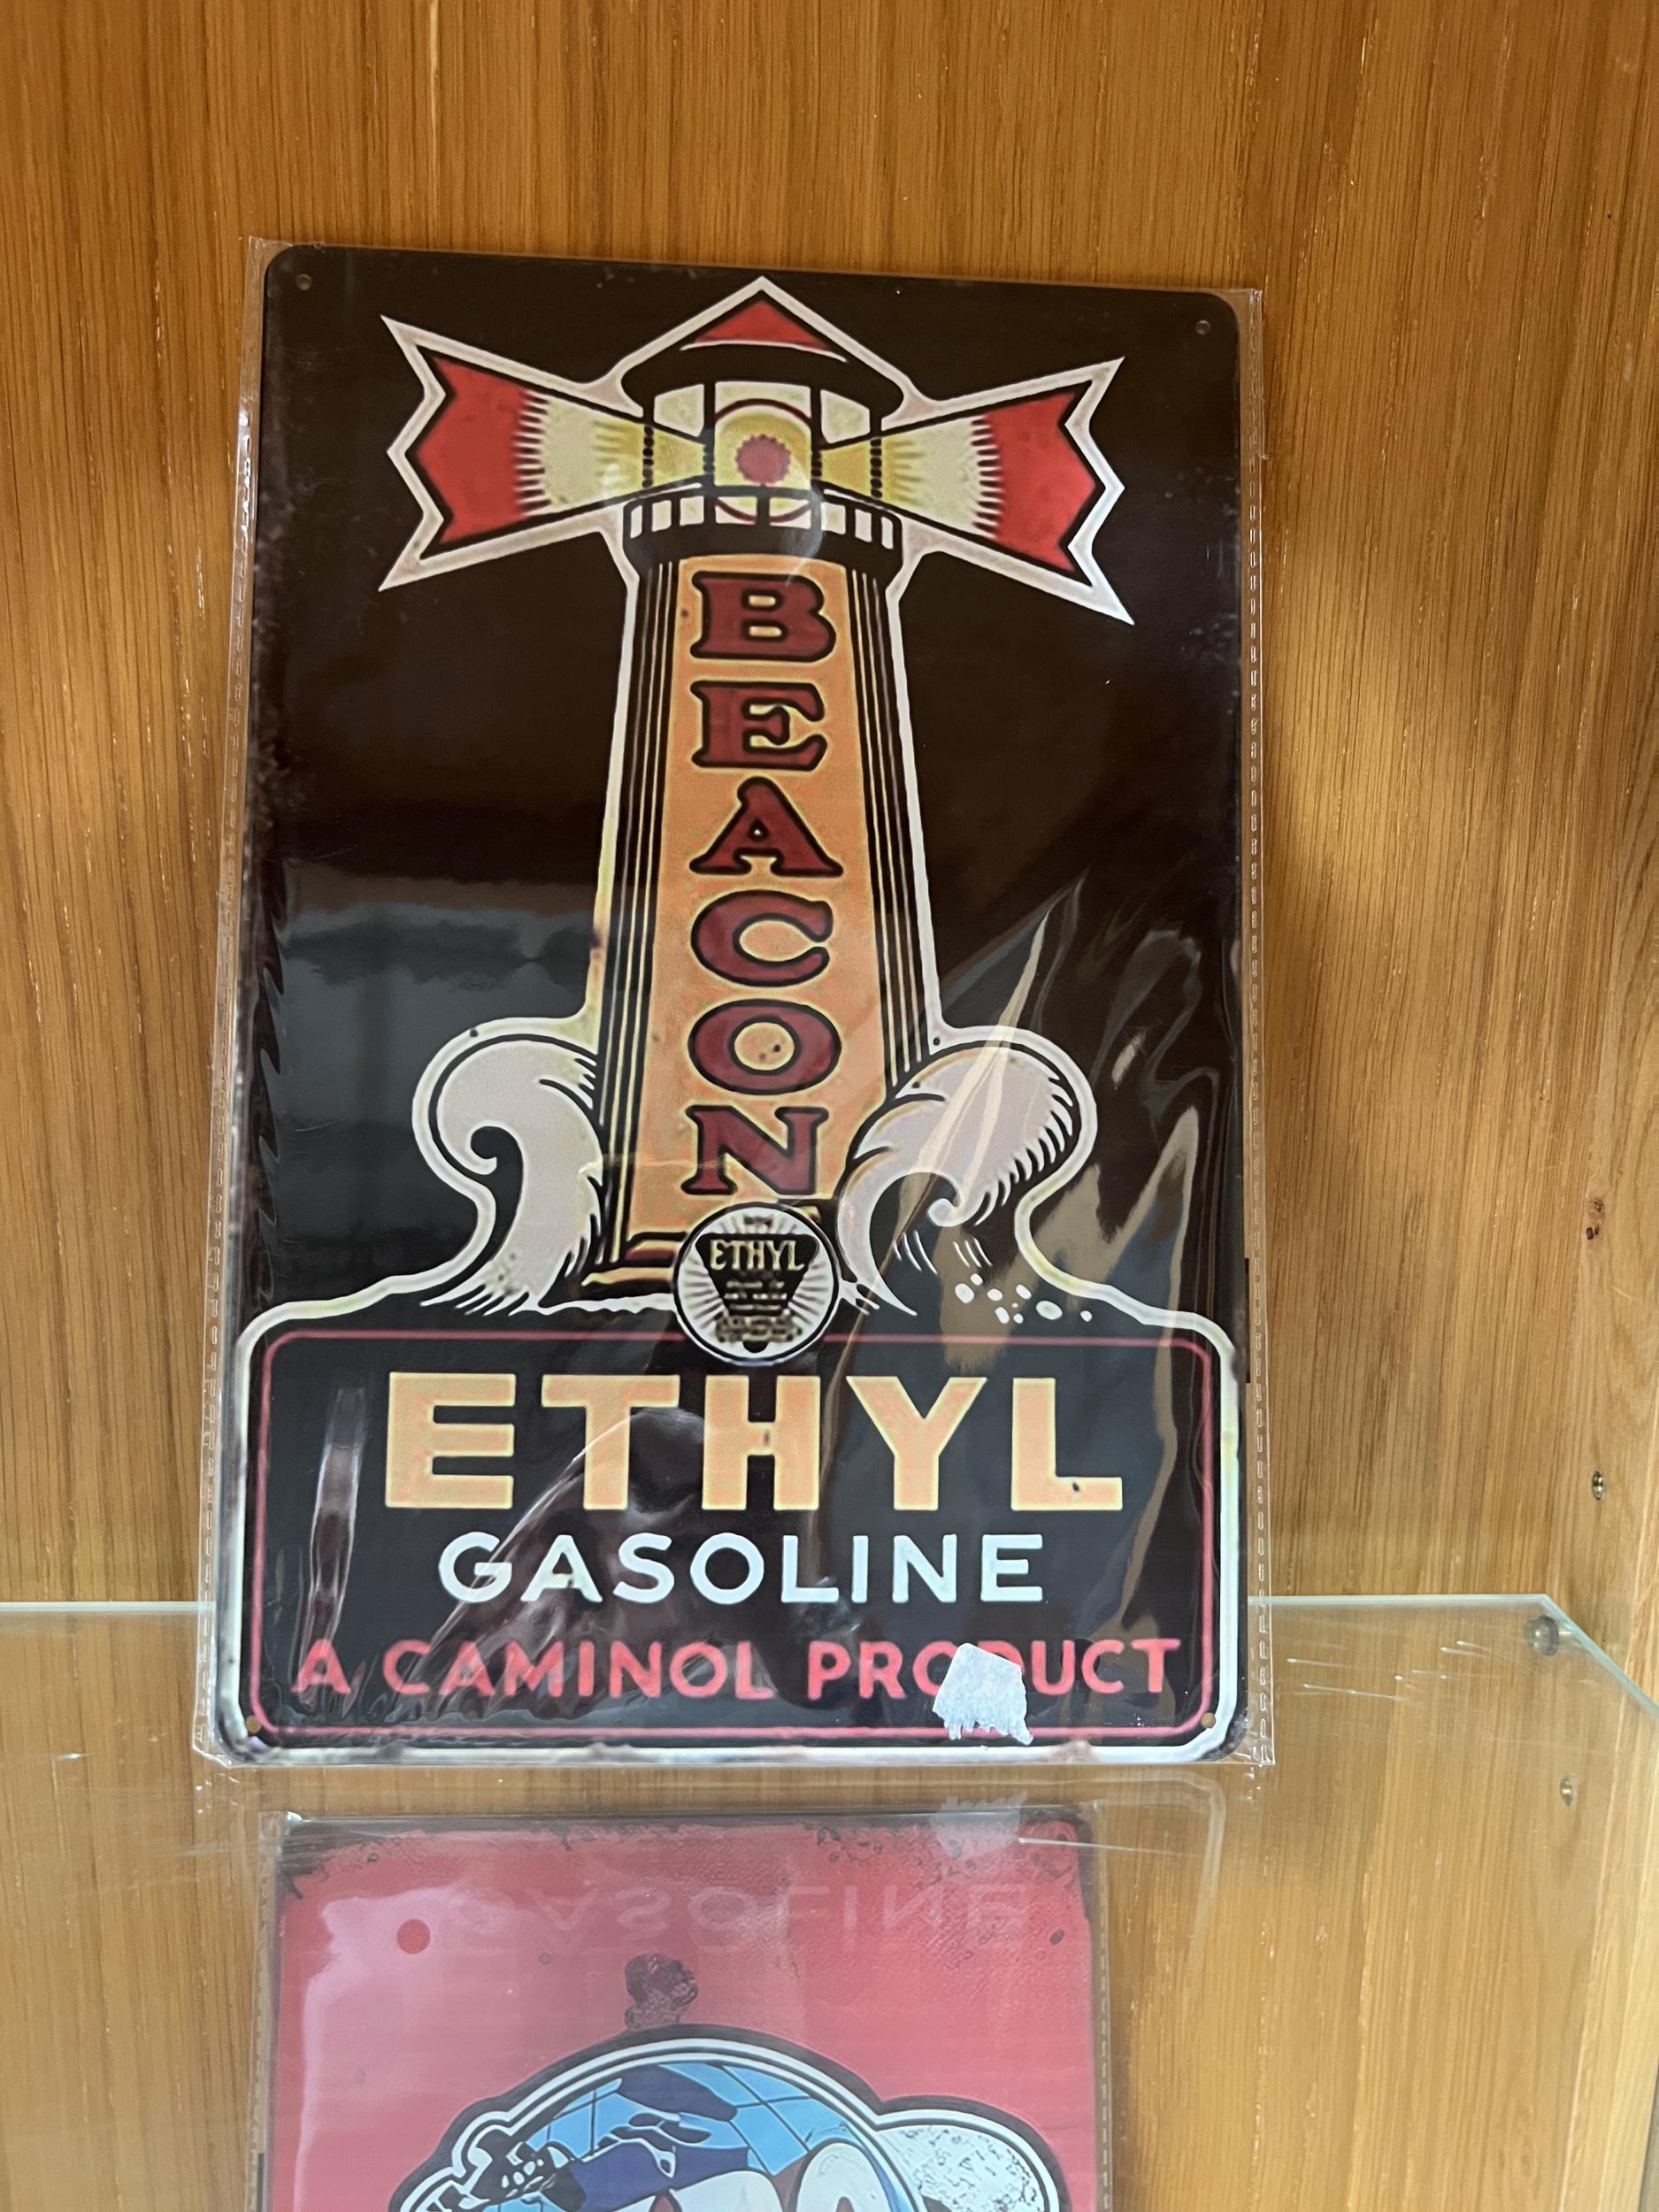 BEACON
ETHYL
ETHYL
GASOLINE
A CAMINOL PRODUCT